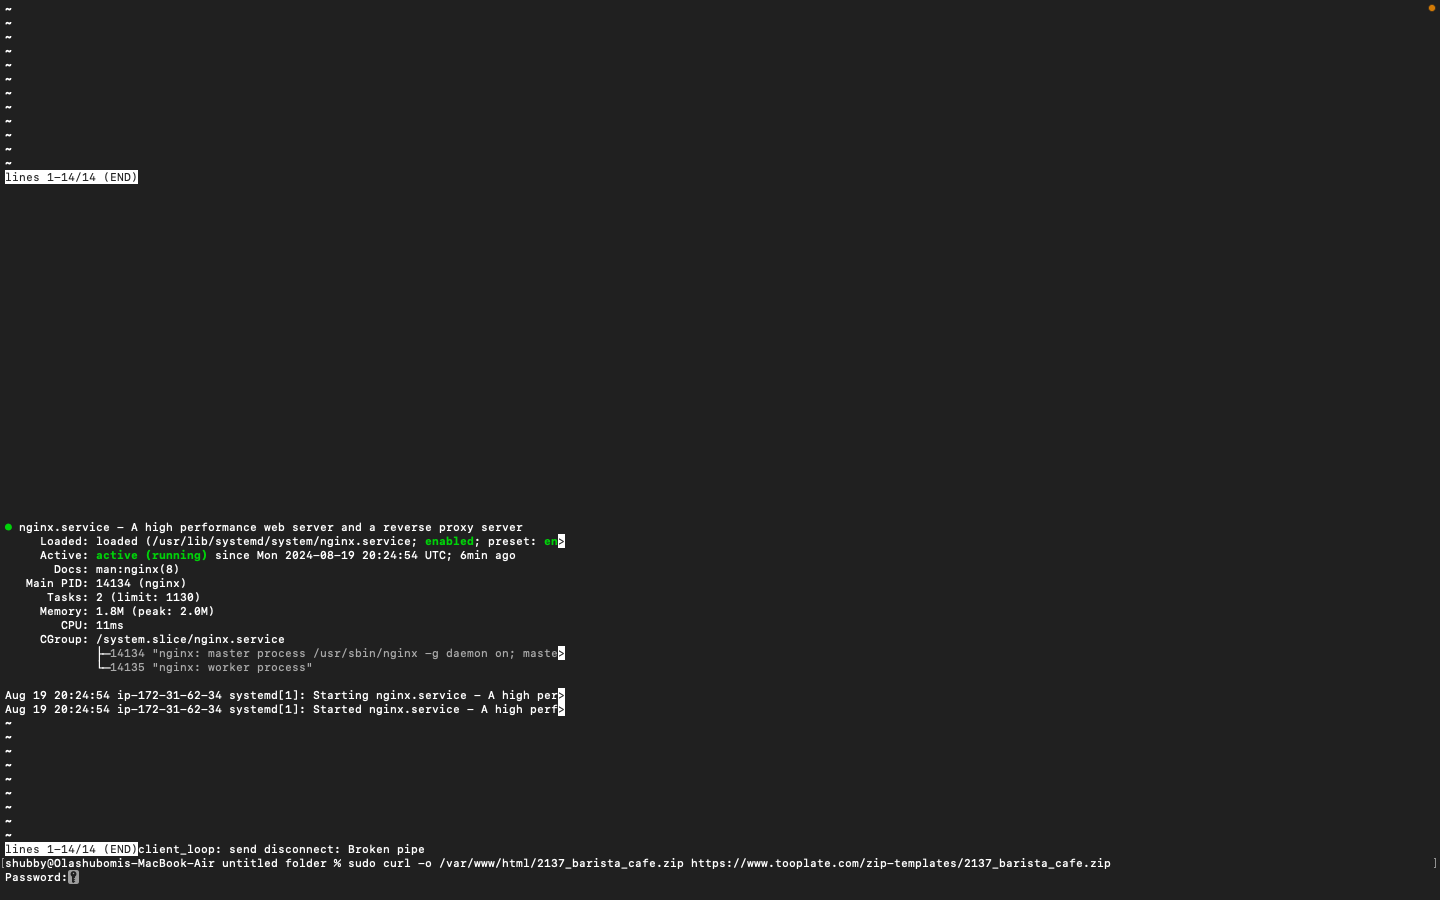 ~
~
~
~
~
~
~
~
~
~
~
~
lines 1-14/14 (END)
● nginx.service - A high performance web server and a reverse proxy server
     Loaded: loaded (/usr/lib/systemd/system/nginx.service; enabled; preset: en>
     Active: active (running) since Mon 2024-08-19 20:24:54 UTC; 6min ago
       Docs: man:nginx(8)
   Main PID: 14134 (nginx)
      Tasks: 2 (limit: 1130)
     Memory: 1.8M (peak: 2.0M)
        CPU: 11ms
     CGroup: /system.slice/nginx.service
             ├─14134 "nginx: master process /usr/sbin/nginx -g daemon on; maste>
             └─14135 "nginx: worker process"
Aug 19 20:24:54 ip-172-31-62-34 systemd[1]: Starting nginx.service - A high per>
Aug 19 20:24:54 ip-172-31-62-34 systemd[1]: Started nginx.service - A high perf>
~
~
~
~
~
~
~
~
~
lines 1-14/14 (END)client_loop: send disconnect: Broken pipe
[shubby@Olashubomis-MacBook-Air untitled folder % sudo curl -o /var/www/html/2137_barista_cafe.zip https://www.tooplate.com/zip-templates/2137_barista_cafe.zip ]
Password: